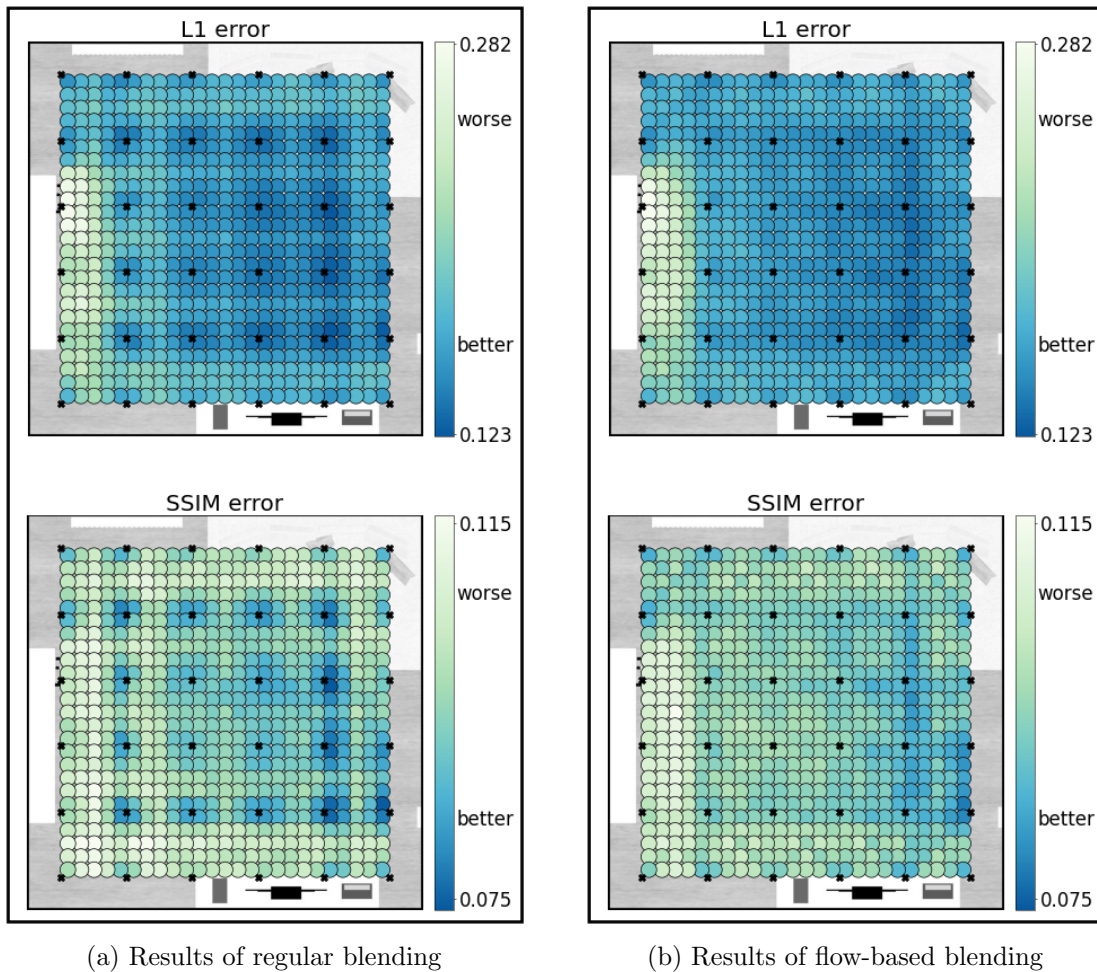 L1 error
0.282
worse
better
0.123
SSIM error
0.115
worse
better
0.075
(a) Results of regular blending
L1 error
0.282
worse
better
0.123
SSIM error
0.115
worse
better
0.075
(b) Results of flow-based blending